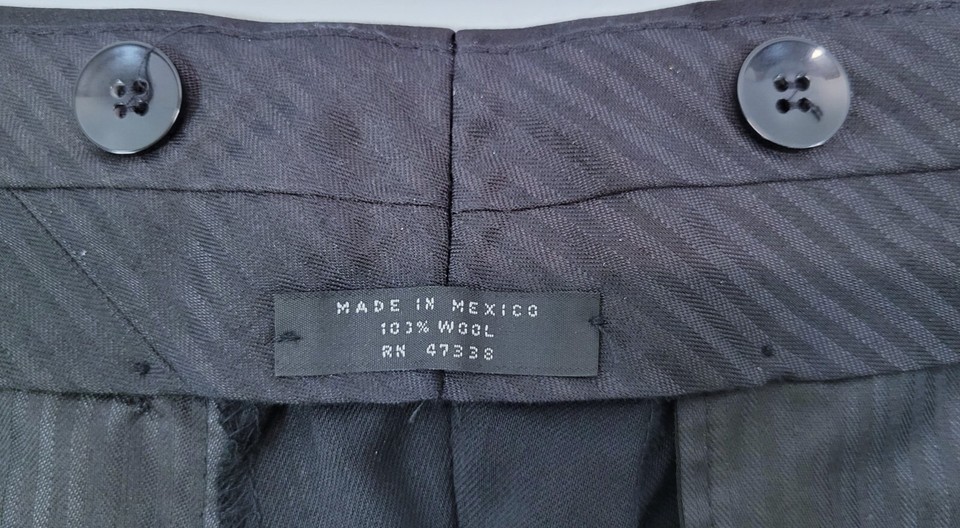 MADE IN MEXICO
100% WOOL
RN 47338